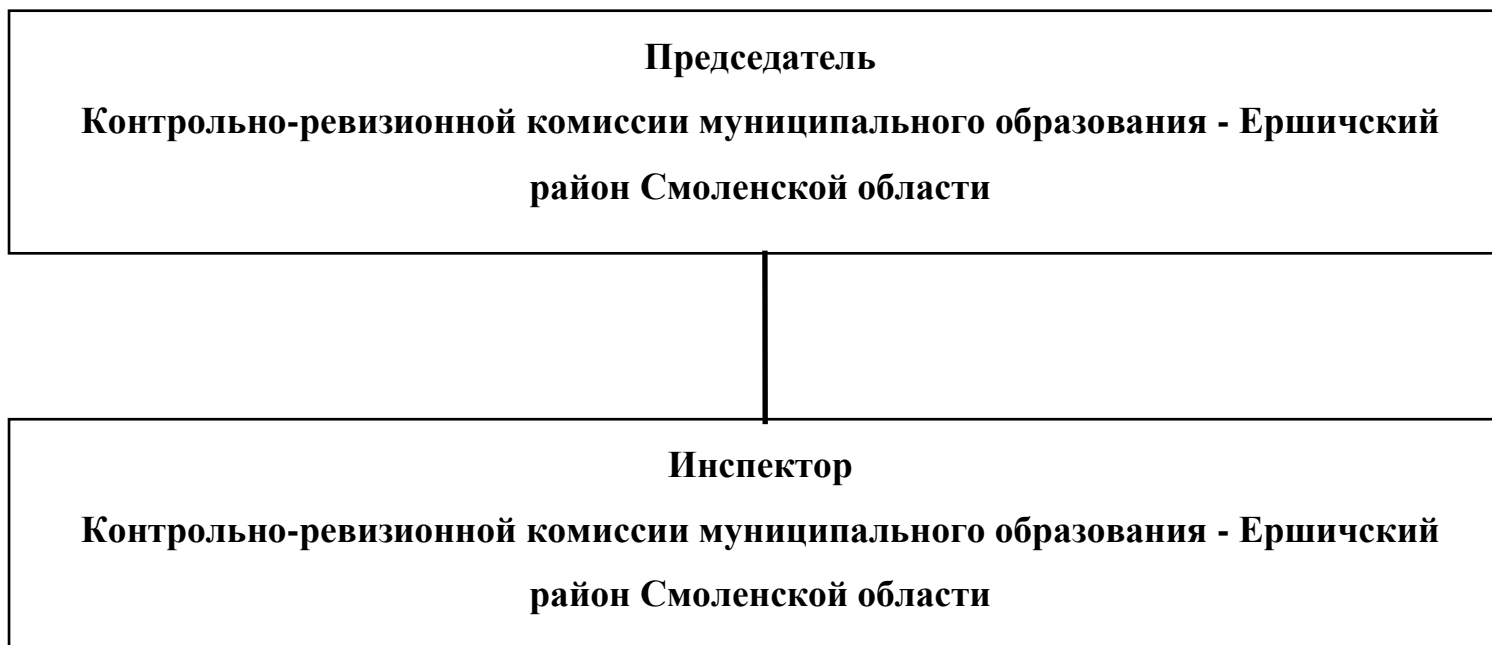 Председатель
Контрольно-ревизионной комиссии муниципального образования - Ершичский
район Смоленской области
Инспектор
Контрольно-ревизионной комиссии муниципального образования - Ершичский
район Смоленской области